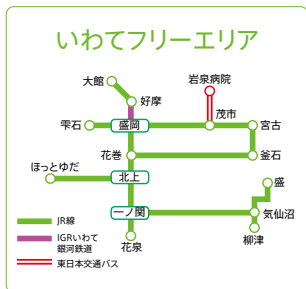 いわてフリーエリア
大館
岩泉病院
好摩
雫石
盛岡
茂市
宮古
花巻
釜石
ほっとゆだ
北上
盛
一ノ関
気仙沼
花泉
柳津
JR線
IGRいわて
銀河鉄道
東日本交通バス